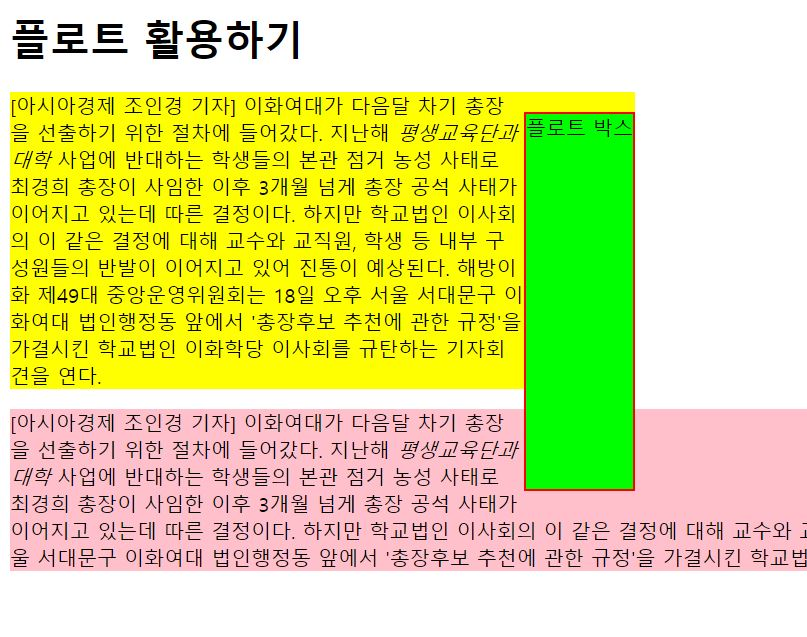 플로트 활용하기
[아시아경제 조인경 기자] 이화여대가 다음달 차기 총장
을 선출하기 위한 절차에 들어갔다. 지난해 평생교육단과
대학 사업에 반대하는 학생들의 본관 점거 농성 사태로
최경희 총장이 사임한 이후 3개월 넘게 총장 공석 사태가
이어지고 있는데 따른 결정이다. 하지만 학교법인 이사회
의 이 같은 결정에 대해 교수와 교직원, 학생 등 내부 구
성원들의 반발이 이어지고 있어 진통이 예상된다. 해방이
화 제49대 중앙운영위원회는 18일 오후 서울 서대문구 이
화여대 법인행정동 앞에서 '총장후보 추천에 관한 규정'을
가결시킨 학교법인 이화학당 이사회를 규탄하는 기자회
견을 연다.
플로트 박스
[아시아경제 조인경 기자] 이화여대가 다음달 차기 총장
을 선출하기 위한 절차에 들어갔다. 지난해 평생교육단과
대학 사업에 반대하는 학생들의 본관 점거 농성 사태로
최경희 총장이 사임한 이후 3개월 넘게 총장 공석 사태가
이어지고 있는데 따른 결정이다. 하지만 학교법인 이사회의 이 같은 결정에 대해 교수와
울 서대문구 이화여대 법인행정동 앞에서 '총장후보 추천에 관한 규정'을 가결시킨 학교법